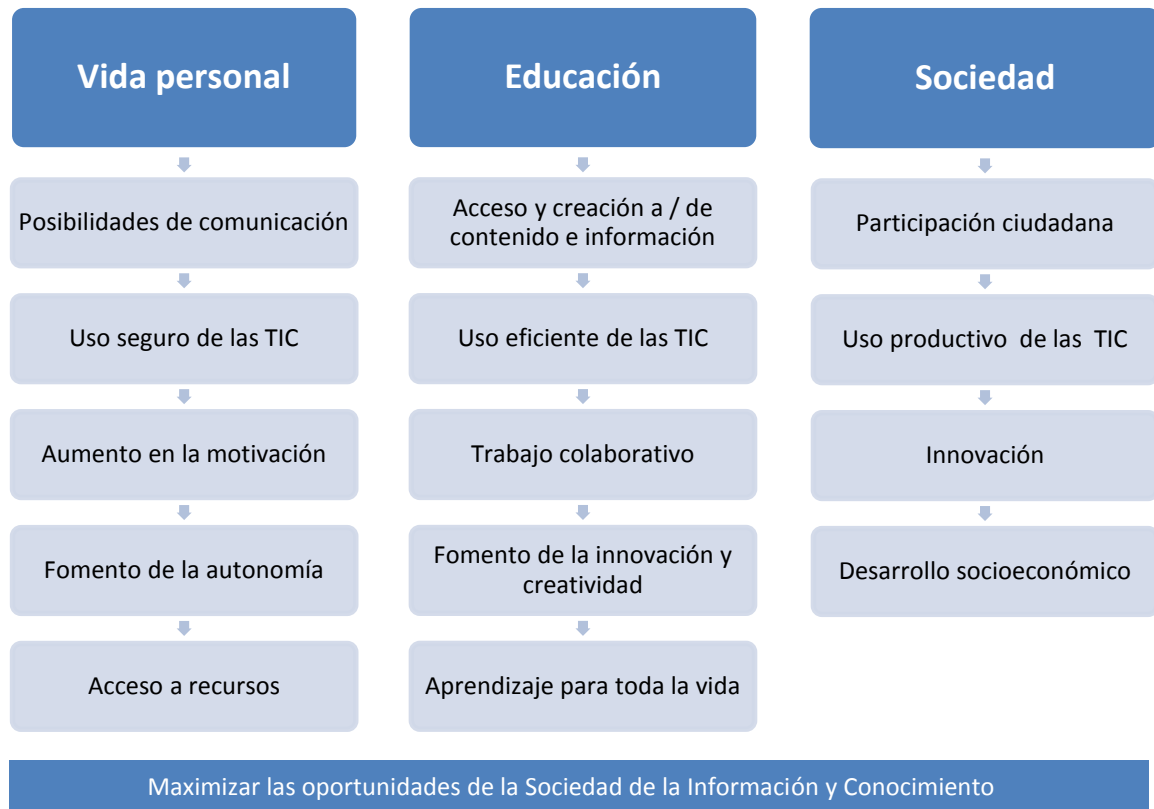 Vida personal
Posibilidades de comunicación
Uso seguro de las TIC
Aumento en la motivación
Fomento de la autonomía
Acceso a recursos
Educación
Acceso y creación a / de
contenido e información
Uso eficiente de las TIC
Trabajo colaborativo
Fomento de la innovación y
creatividad
Aprendizaje para toda la vida
Sociedad
Participación ciudadana
Uso productivo  de las  TIC
Innovación
Desarrollo socioeconómico
Maximizar las oportunidades de la Sociedad de la Información y Conocimiento